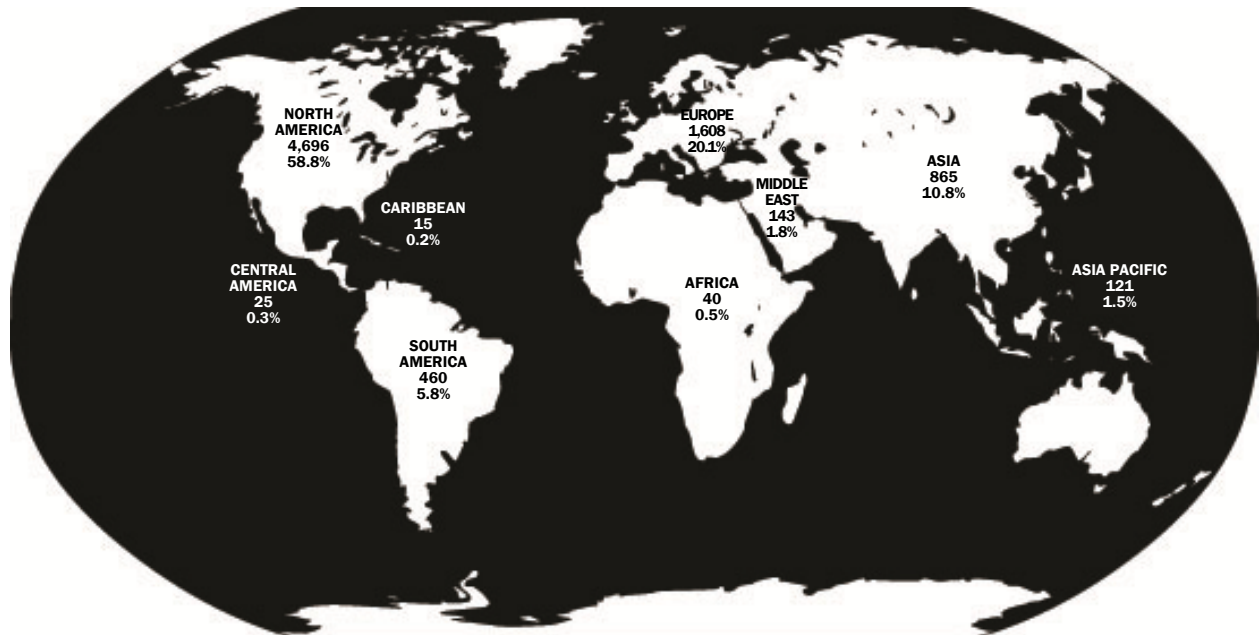 NORTH
AMERICA
4,696
58.8%
EUROPE
1,608
20.1%
ASIA
865
10.8%
MIDDLE
EAST
143
1.8%
CARIBBEAN
15
0.2%
CENTRAL
AMERICA
25
0.3%
AFRICA
40
0.5%
ASIA PACIFIC
121
1.5%
SOUTH
AMERICA
460
5.8%